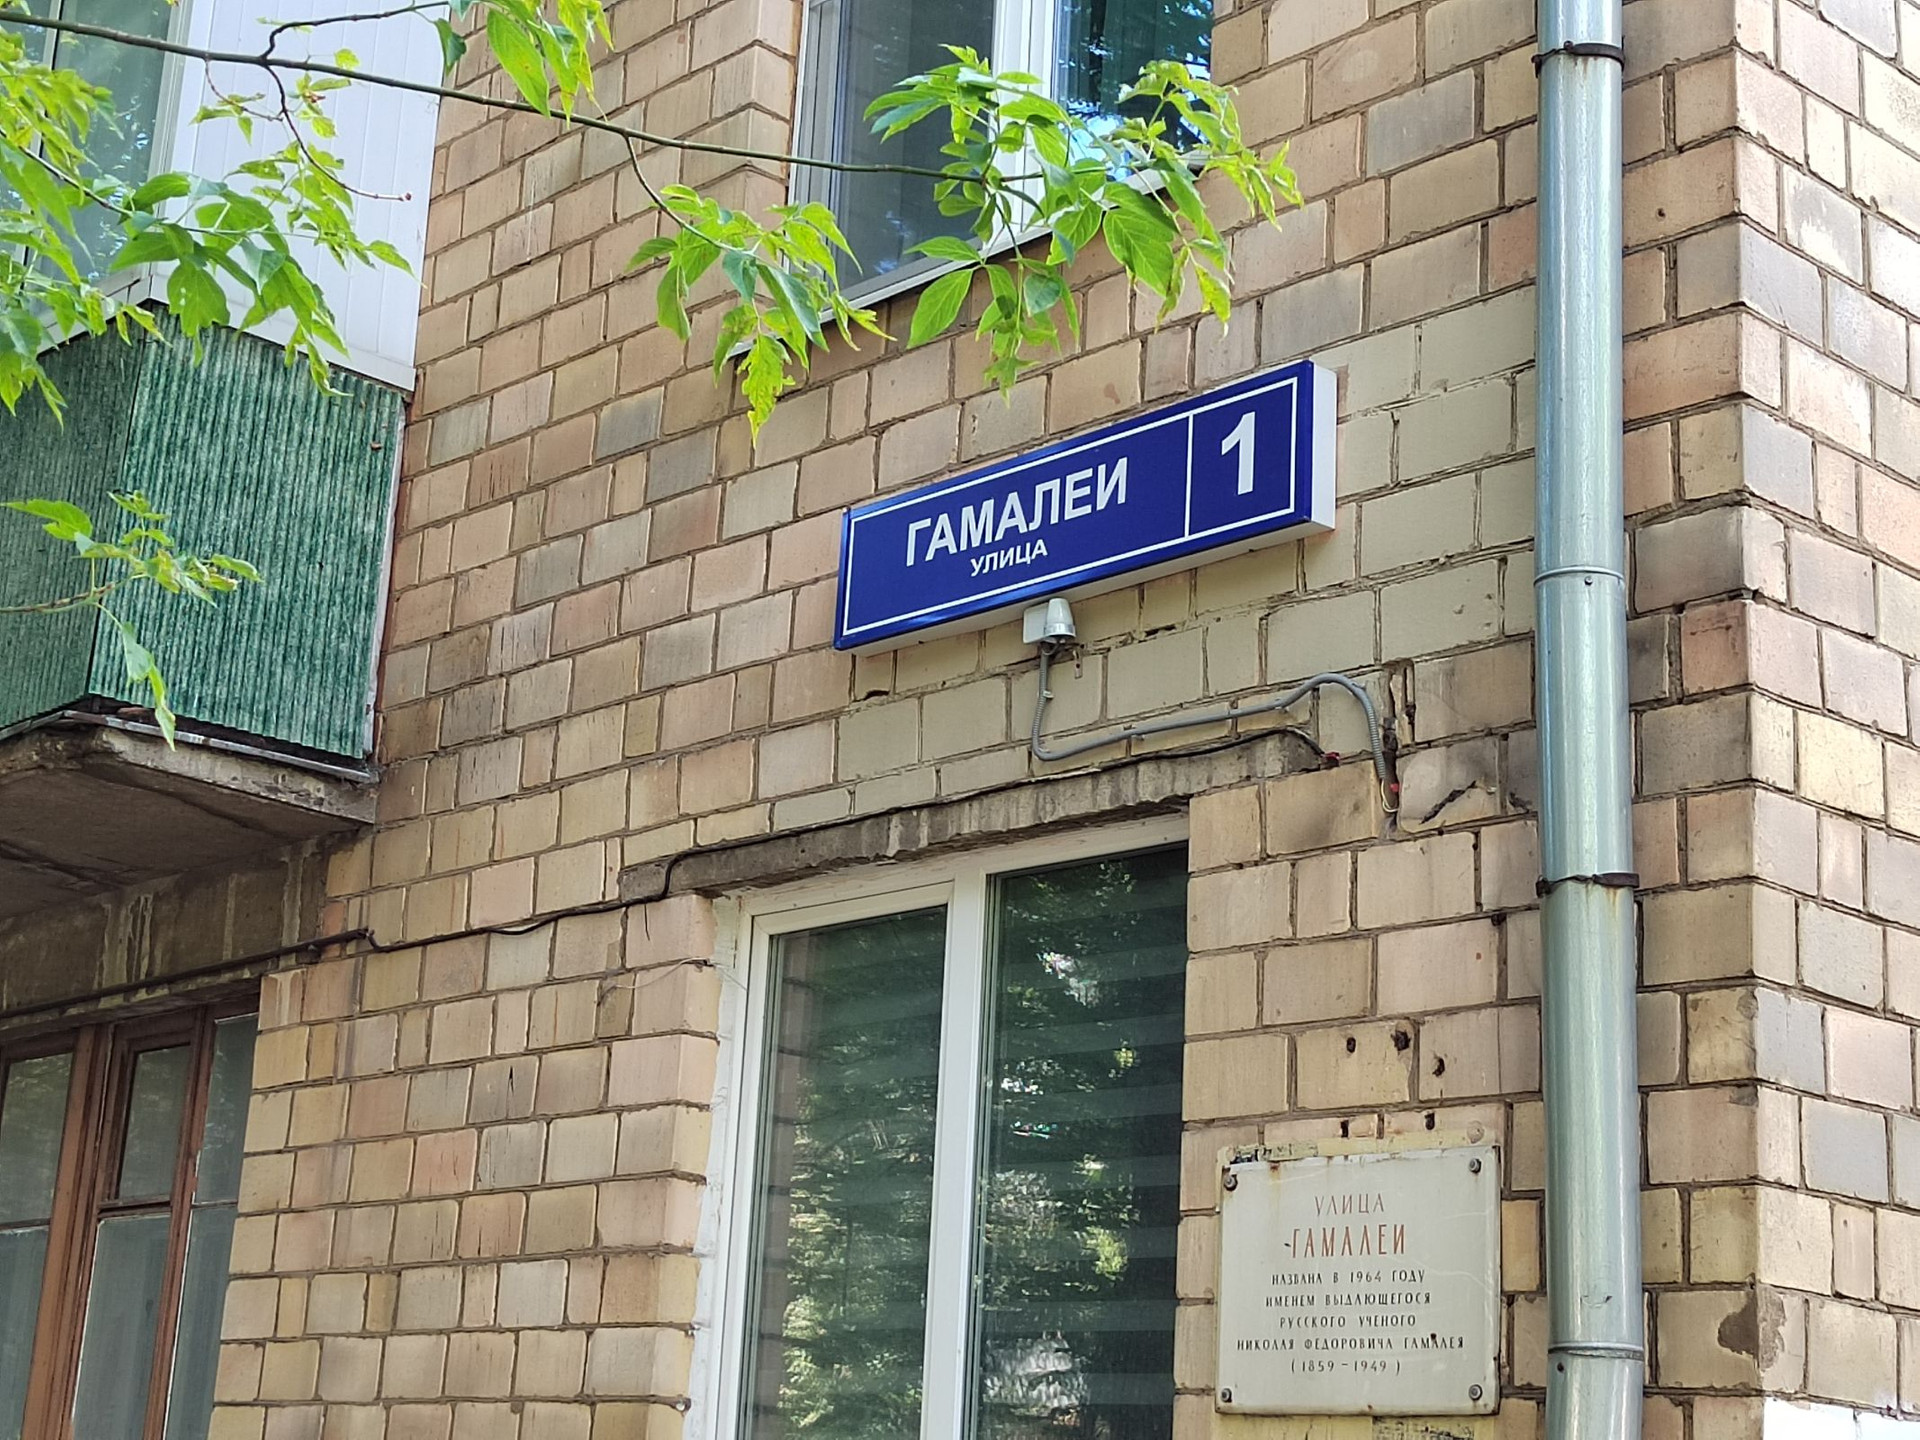 ГАМАЛЕИ
УЛИЦА
1
УЛИЦА
ГАМАЛЕИ
НАЗВАНА В 1964 ГОДУ
ИМЕНЕМ ВЫДАЮЩЕГОСЯ
РУССКОГО УЧЕНОГО
НИКОЛАЯ ФЕДОРОВИЧА ГАМАЛЕЯ
(1859-1949)